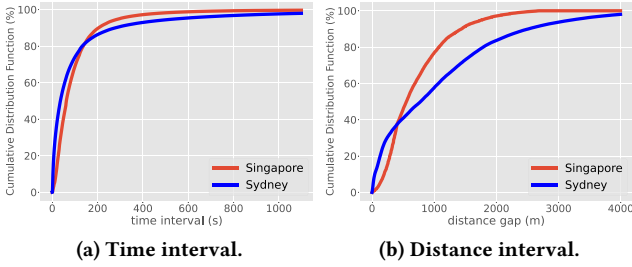 Cumulative Distribution Function (%)
100
80
60
40
20
0
0 200 400 600 800 1000
time interval (s)
Singapore
Sydney
(a) Time interval.
Cumulative Distribution Function (%)
100
80
60
40
20
0
0 1000 2000 3000 4000
distance gap (m)
Singapore
Sydney
(b) Distance interval.